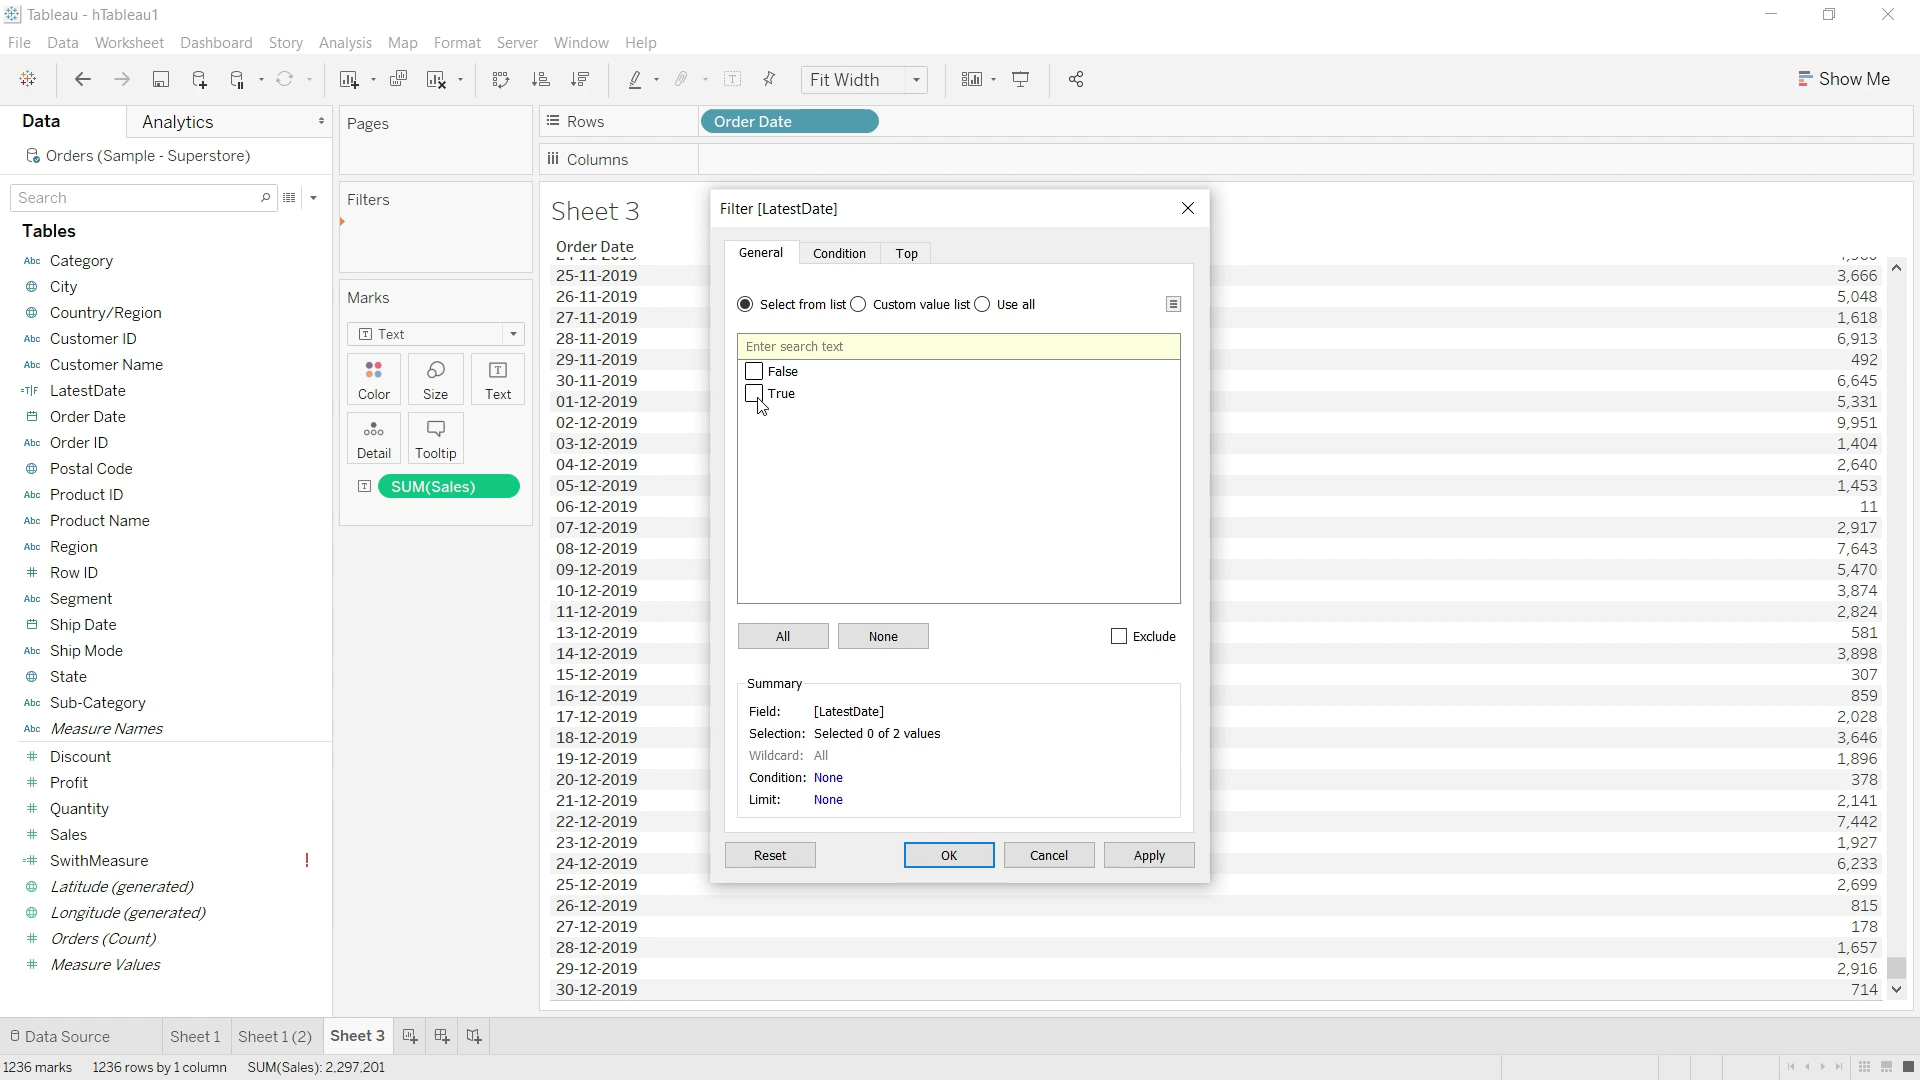 Tableau - hTableau1
File Data Worksheet Dashboard Story Analysis Map Format Server Window Help
Fit Width
Show Me
Data
Analytics
Orders (Sample - Superstore)
Search
Tables
Abc Category
City
Country/Region
Abc Customer ID
Abc Customer Name
=T|F LatestDate
Order Date
Abc Order ID
Postal Code
Abc Product ID
Abc Product Name
Abc Region
# Row ID
Abc Segment
Ship Date
Abc Ship Mode
State
Abc Sub-Category
Abc Measure Names
# Discount
# Profit
# Quantity
# Sales
=# SwithMeasure !
Latitude (generated)
Longitude (generated)
# Orders (Count)
# Measure Values
Pages
Filters
Marks
T Text
Color
Size
T Text
Detail
Tooltip
T SUM(Sales)
Rows
Order Date
Columns
Sheet 3
Order Date
25-11-2019 3,666
26-11-2019 5,048
27-11-2019 1,618
28-11-2019 6,913
29-11-2019 492
30-11-2019 6,645
01-12-2019 5,331
02-12-2019 9,951
03-12-2019 1,404
04-12-2019 2,640
05-12-2019 1,453
06-12-2019 11
07-12-2019 2,917
08-12-2019 7,643
09-12-2019 5,470
10-12-2019 3,874
11-12-2019 2,824
13-12-2019 581
14-12-2019 3,898
15-12-2019 307
16-12-2019 859
17-12-2019 2,028
18-12-2019 3,646
19-12-2019 1,896
20-12-2019 378
21-12-2019 2,141
22-12-2019 7,442
23-12-2019 1,927
24-12-2019 6,233
25-12-2019 2,699
26-12-2019 815
27-12-2019 178
28-12-2019 1,657
29-12-2019 2,916
30-12-2019 714
Filter [LatestDate]
General Condition Top
Select from list Custom value list Use all
Enter search text
False
True
All None Exclude
Summary
Field: [LatestDate]
Selection: Selected 0 of 2 values
Wildcard: All
Condition: None
Limit: None
Reset OK Cancel Apply
Data Source Sheet 1 Sheet 1 (2) Sheet 3
1236 marks 1236 rows by 1 column SUM(Sales): 2,297,201